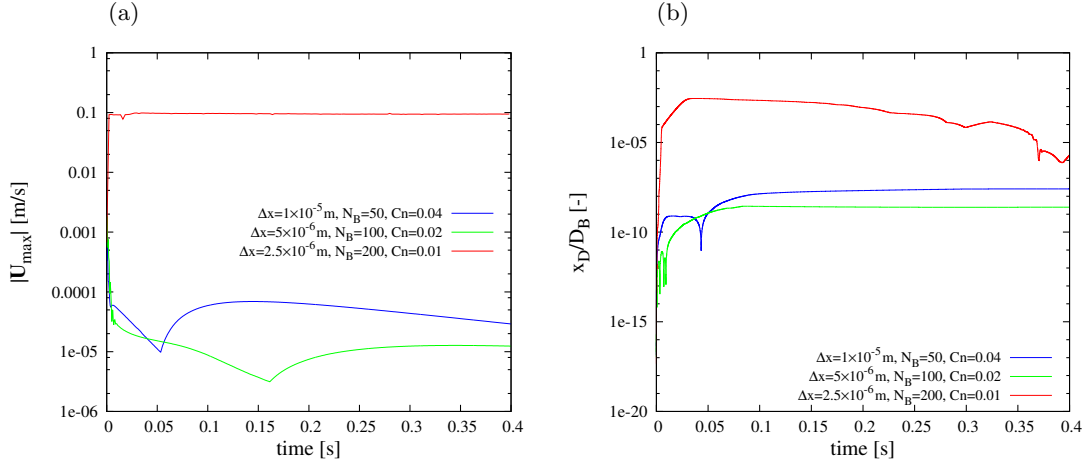 (a)
1
0.1
0.01
0.001
0.0001
1e-05
1e-06
0 0.05 0.1 0.15 0.2 0.25 0.3 0.35 0.4
|U_max| [m/s]
time [s]
Δx=1×10⁻⁵m, N_B=50, Cn=0.04
Δx=5×10⁻⁶m, N_B=100, Cn=0.02
Δx=2.5×10⁻⁶m, N_B=200, Cn=0.01
(b)
1
1e-05
1e-10
1e-15
1e-20
0 0.05 0.1 0.15 0.2 0.25 0.3 0.35 0.4
x_D/D_B [-]
time [s]
Δx=1×10⁻⁵m, N_B=50, Cn=0.04
Δx=5×10⁻⁶m, N_B=100, Cn=0.02
Δx=2.5×10⁻⁶m, N_B=200, Cn=0.01